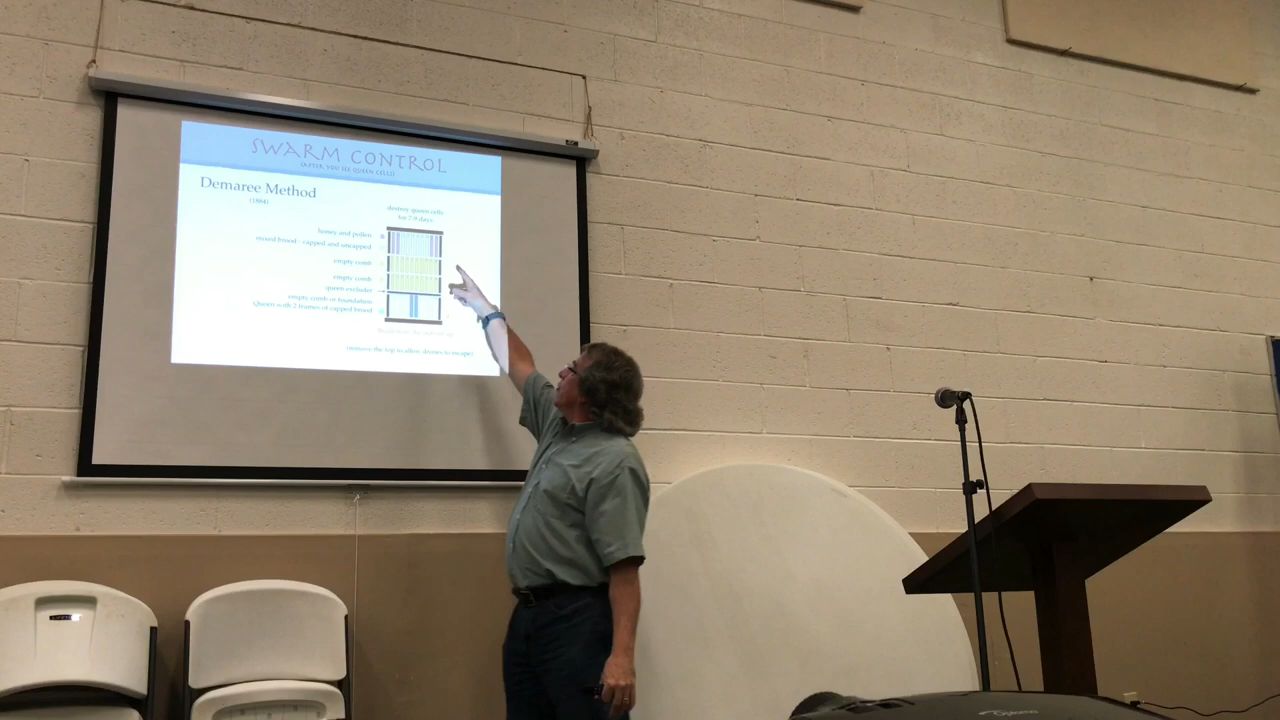 SWARM CONTROL
(AFTER YOU SEE QUEEN CELLS)
Demaree Method
(1884)
destroy queen cells
for 7-9 days
honey and pollen
mixed brood - capped and uncapped
empty comb
empty comb
queen excluder
empty comb or foundation
Queen with 2 frames of capped brood
(remove the top to allow drones to escape)
Optoma